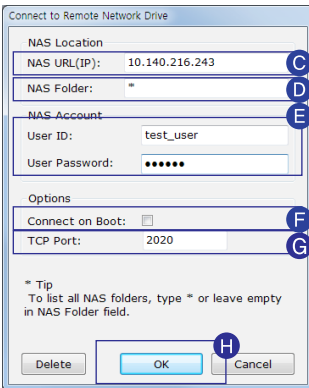 Connect to Remote Network Drive
NAS Location
NAS URL(IP): 10.140.216.243 C
NAS Folder: * D
NAS Account E
User ID: test_user
User Password: ••••••
Options
Connect on Boot: F
TCP Port: 2020 G
* Tip
To list all NAS folders, type * or leave empty
in NAS Folder field.
H
Delete OK Cancel